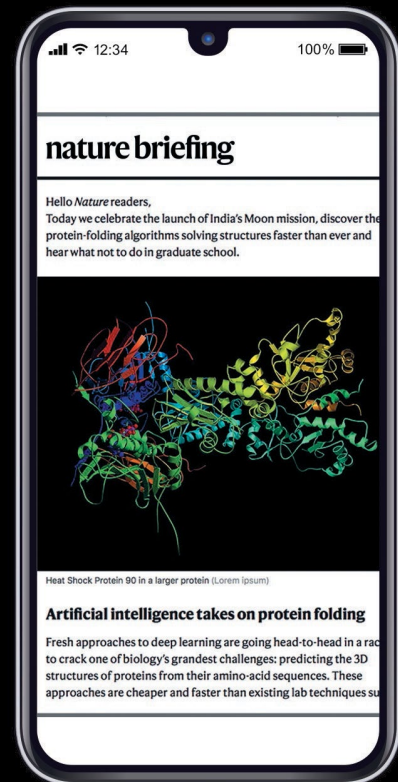 12:34 100%
nature briefing
Hello Nature readers,
Today we celebrate the launch of India's Moon mission, discover the
protein-folding algorithms solving structures faster than ever and
hear what not to do in graduate school.
Heat Shock Protein 90 in a larger protein (Lorem ipsum)
Artificial intelligence takes on protein folding
Fresh approaches to deep learning are going head-to-head in a
to crack one of biology's grandest challenges: predicting the 3D
structures of proteins from their amino-acid sequences. These
approaches are cheaper and faster than existing lab techniques